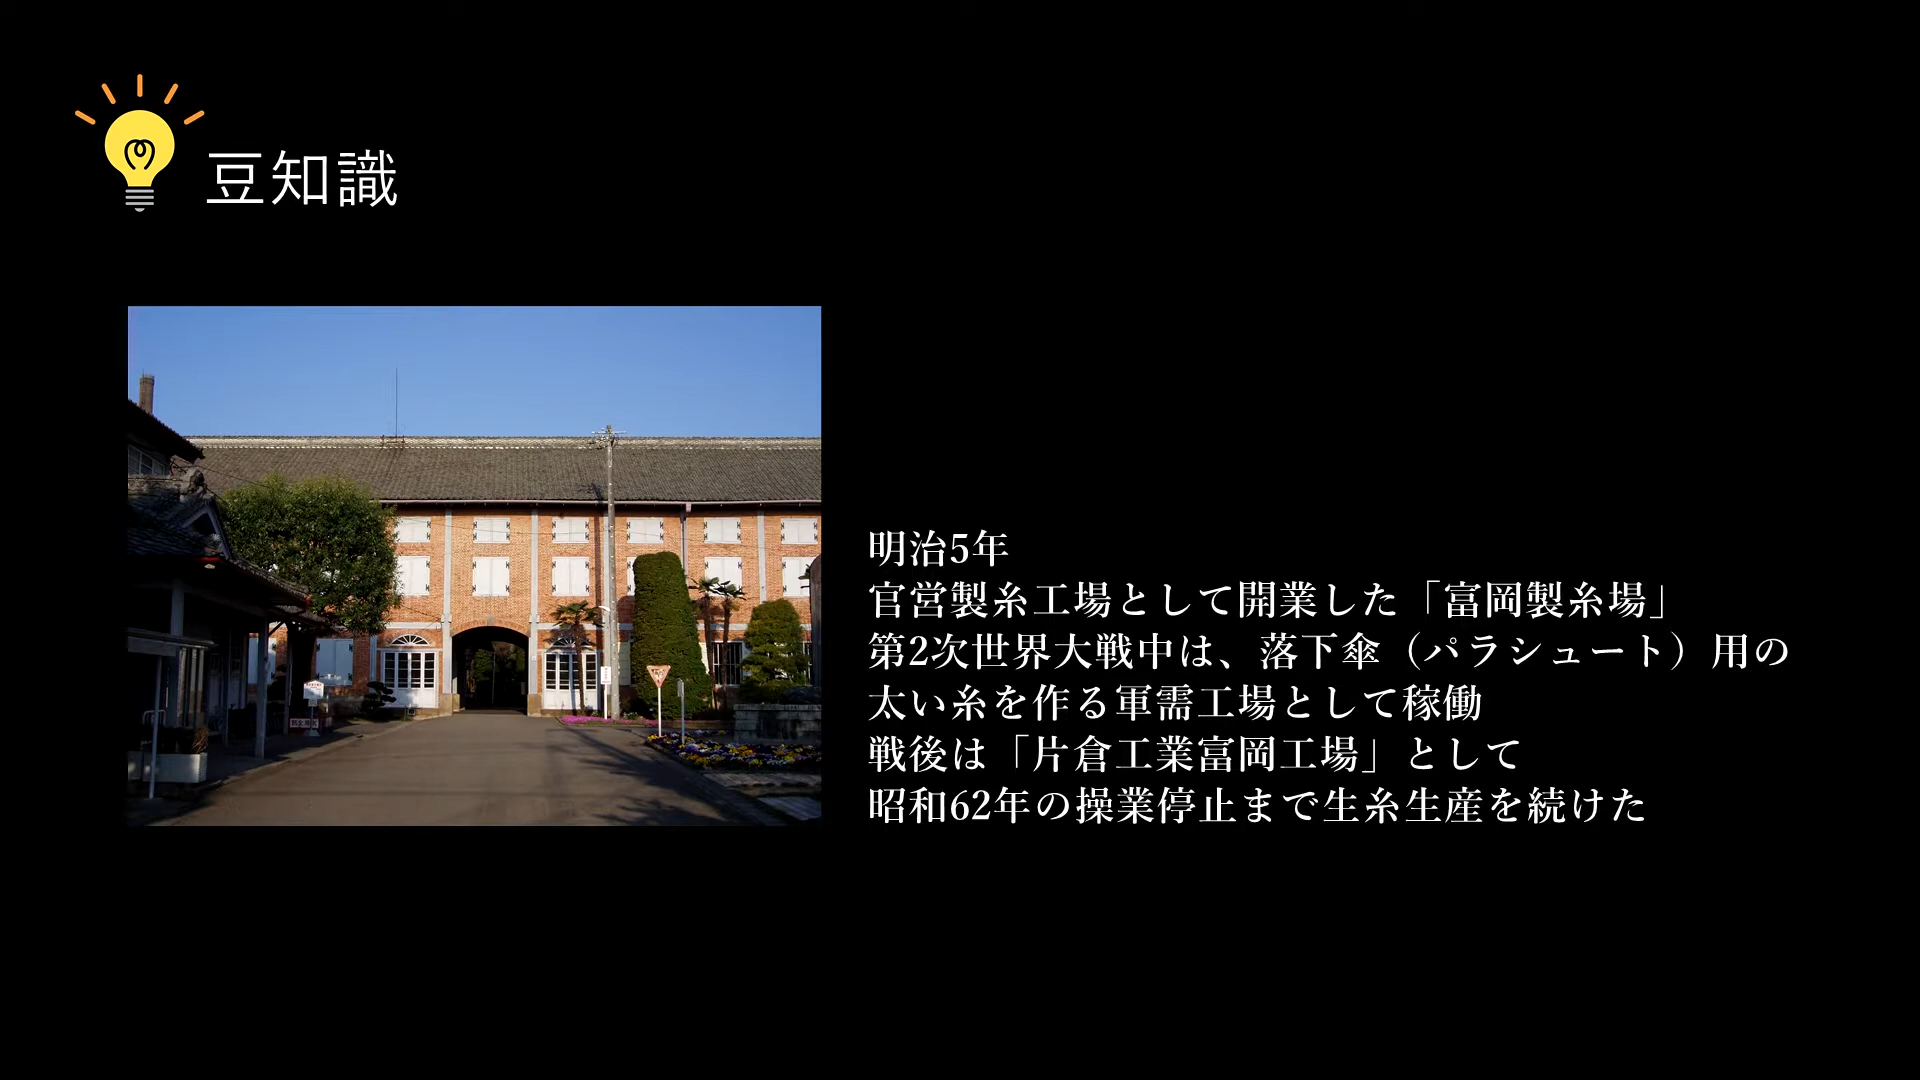 豆知識
明治5年
官営製糸工場として開業した「富岡製糸場」
第2次世界大戦中は、落下傘（パラシュート）用の
太い糸を作る軍需工場として稼働
戦後は「片倉工業富岡工場」として
昭和62年の操業停止まで生糸生産を続けた